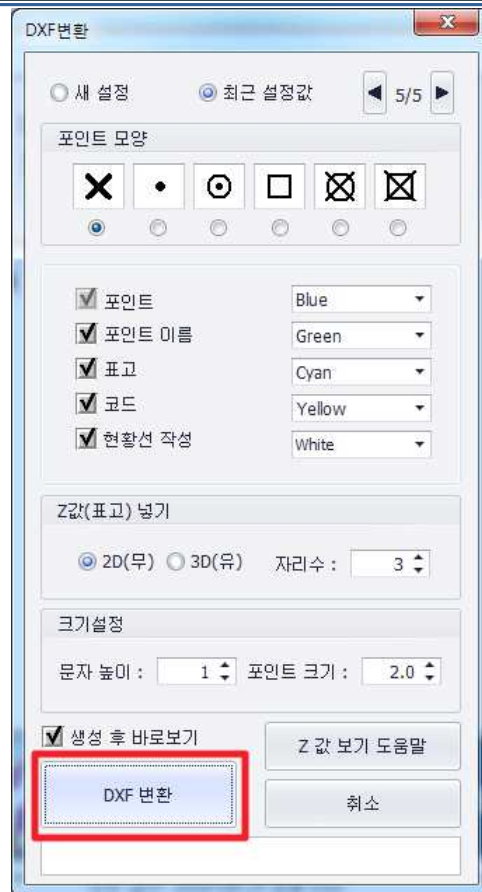 DXF변환
새 설정 최근 설정값 5/5
포인트 모양
포인트 Blue
포인트 이름 Green
표고 Cyan
코드 Yellow
현황선 작성 White
Z값(표고) 넣기
2D(무) 3D(유) 자리수 : 3
크기설정
문자 높이 : 1 포인트 크기 : 2.0
생성 후 바로보기
Z 값 보기 도움말
DXF 변환
취소